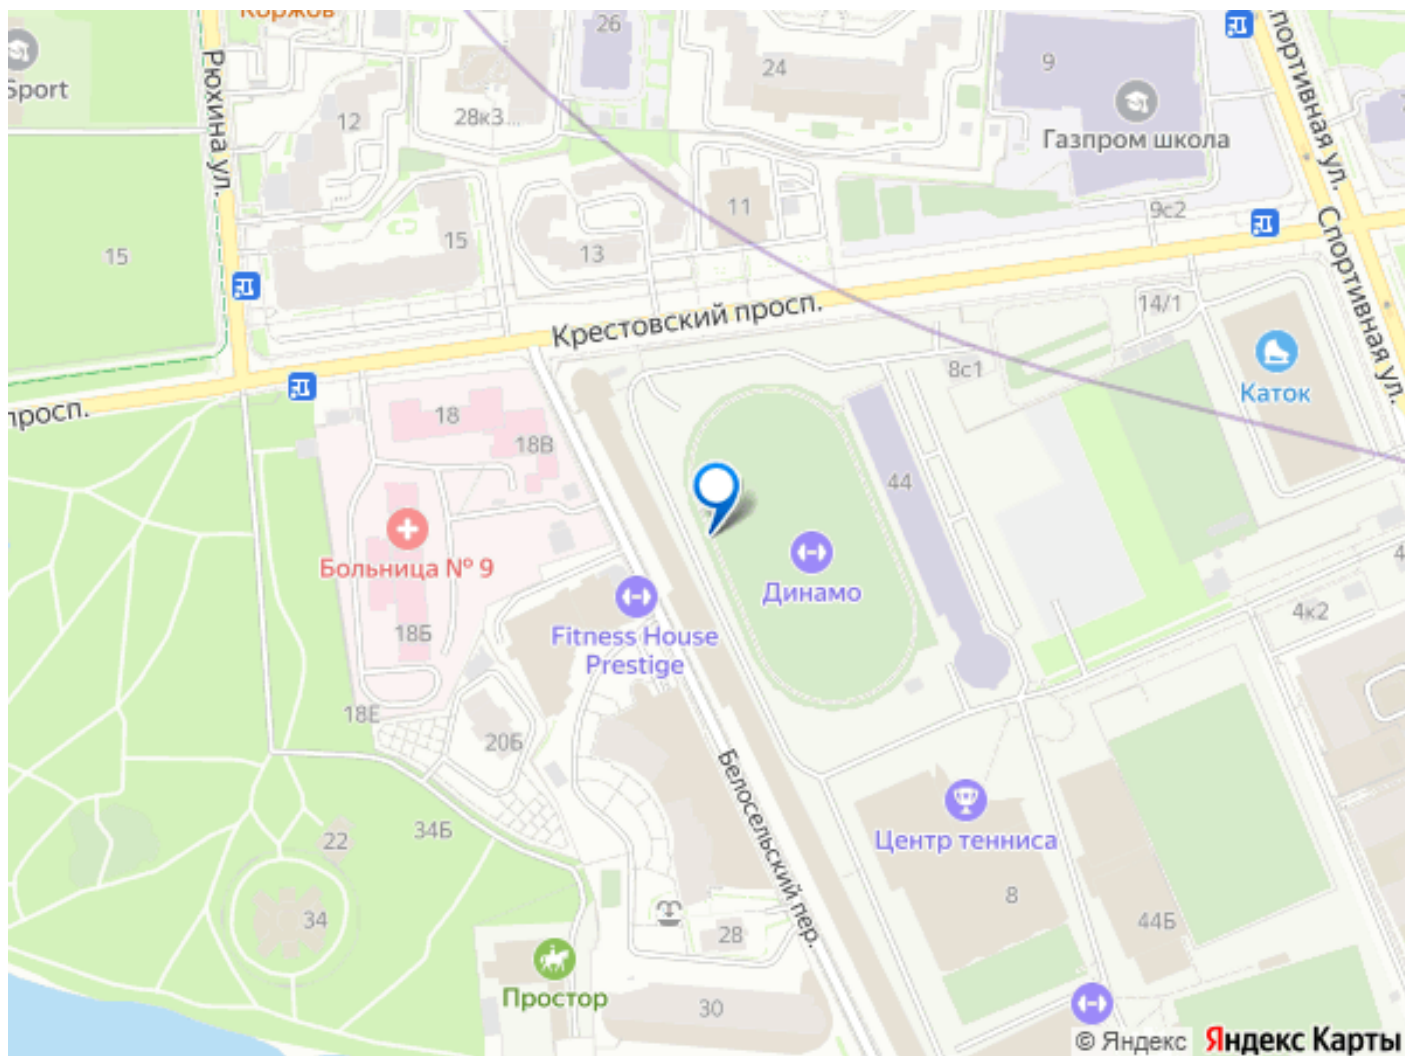 Коржов
26
Sport
Рюхина ул.
12
28к3...
24
9
Газпром школа
Спортивная ул.
15
15
13
11
9с2
Крестовский просп.
14/1
Спортивная ул.
просп.
8с1
Каток
18
18В
44
Больница № 9
Динамо
18Б
Fitness House
Prestige
4к2
18Е
20Б
Белосельский пер.
Центр тенниса
22
34Б
8
34
28
44Б
Простор
30
© Яндекс
Яндекс Карты